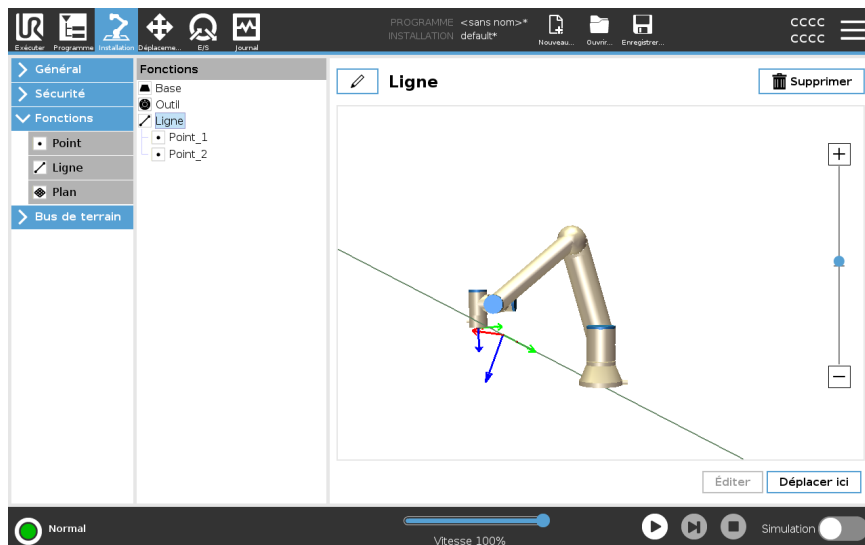 PROGRAMME <sans nom>*
INSTALLATION default*
CCCC
CCCC
Exécuter Programme Installation Déplaceme... E/S Journal
Nouveau... Ouvrir... Enregistrer...
Général
Sécurité
Fonctions
Point
Ligne
Plan
Bus de terrain
Fonctions
Base
Outil
Ligne
Point_1
Point_2
Ligne
Supprimer
Éditer Déplacer ici
Normal
Vitesse 100%
Simulation